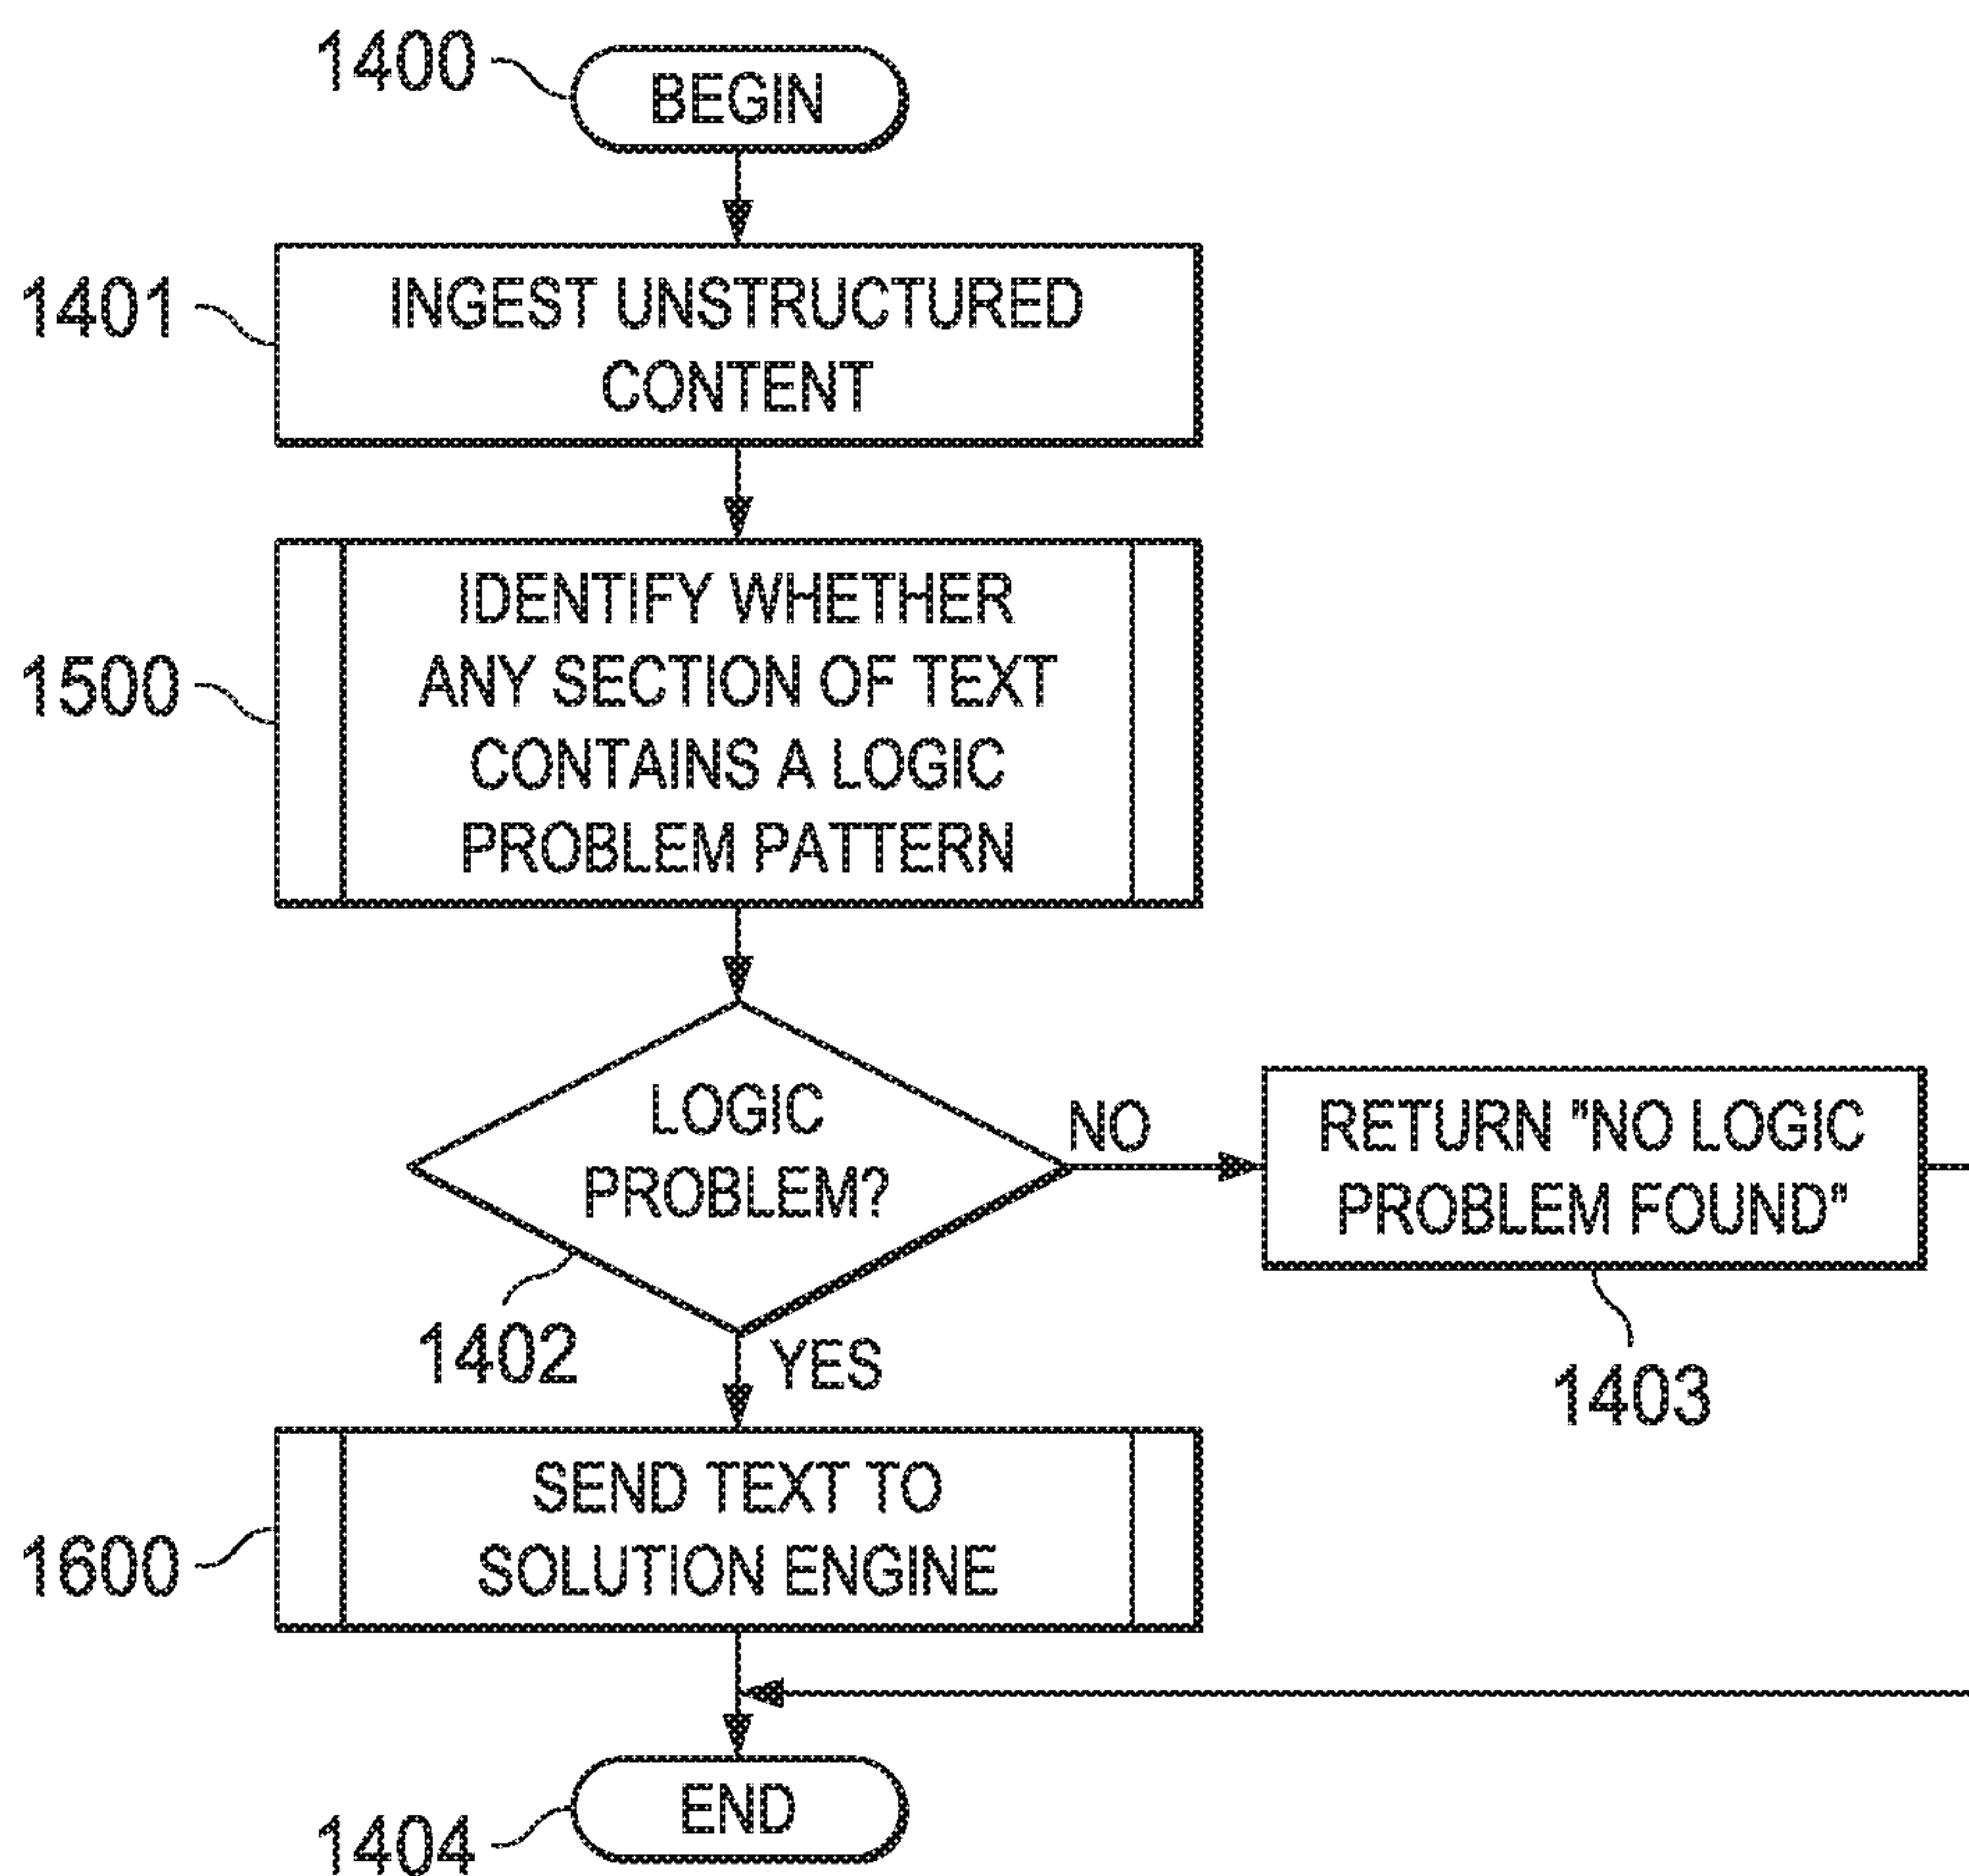 1400
BEGIN
1401
INGEST UNSTRUCTURED
CONTENT
1500
IDENTIFY WHETHER
ANY SECTION OF TEXT
CONTAINS A LOGIC
PROBLEM PATTERN
LOGIC
PROBLEM?
1402
NO
RETURN "NO LOGIC
PROBLEM FOUND"
1403
YES
1600
SEND TEXT TO
SOLUTION ENGINE
1404
END